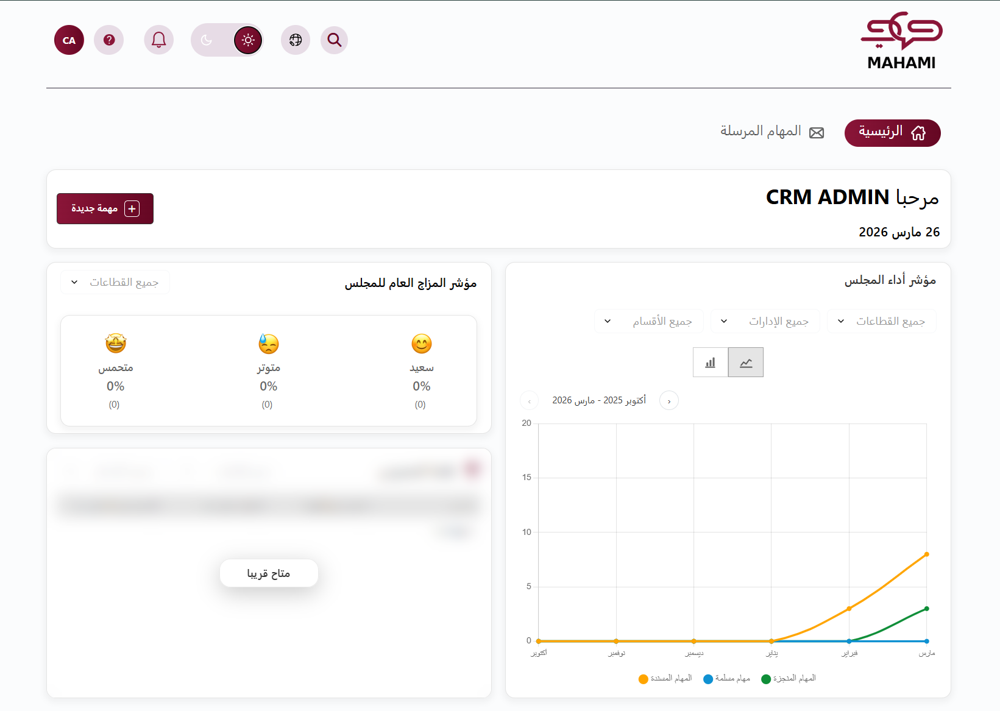 MAHAMI
CA
الرئيسية
المهام المرسلة
مرحبا CRM ADMIN
26 مارس 2026
مهمة جديدة
مؤشر أداء المجلس
جميع القطاعات
جميع الإدارات
جميع الأقسام
أكتوبر 2025 - مارس 2026
20
15
10
5
0
أكتوبر
نوفمبر
ديسمبر
يناير
فبراير
مارس
المهام المسندة
مهام مسلمة
المهام المنجزة
مؤشر المزاج العام للمجلس
جميع القطاعات
سعيد
0%
(0)
متوتر
0%
(0)
متحمس
0%
(0)
متاح قريبا